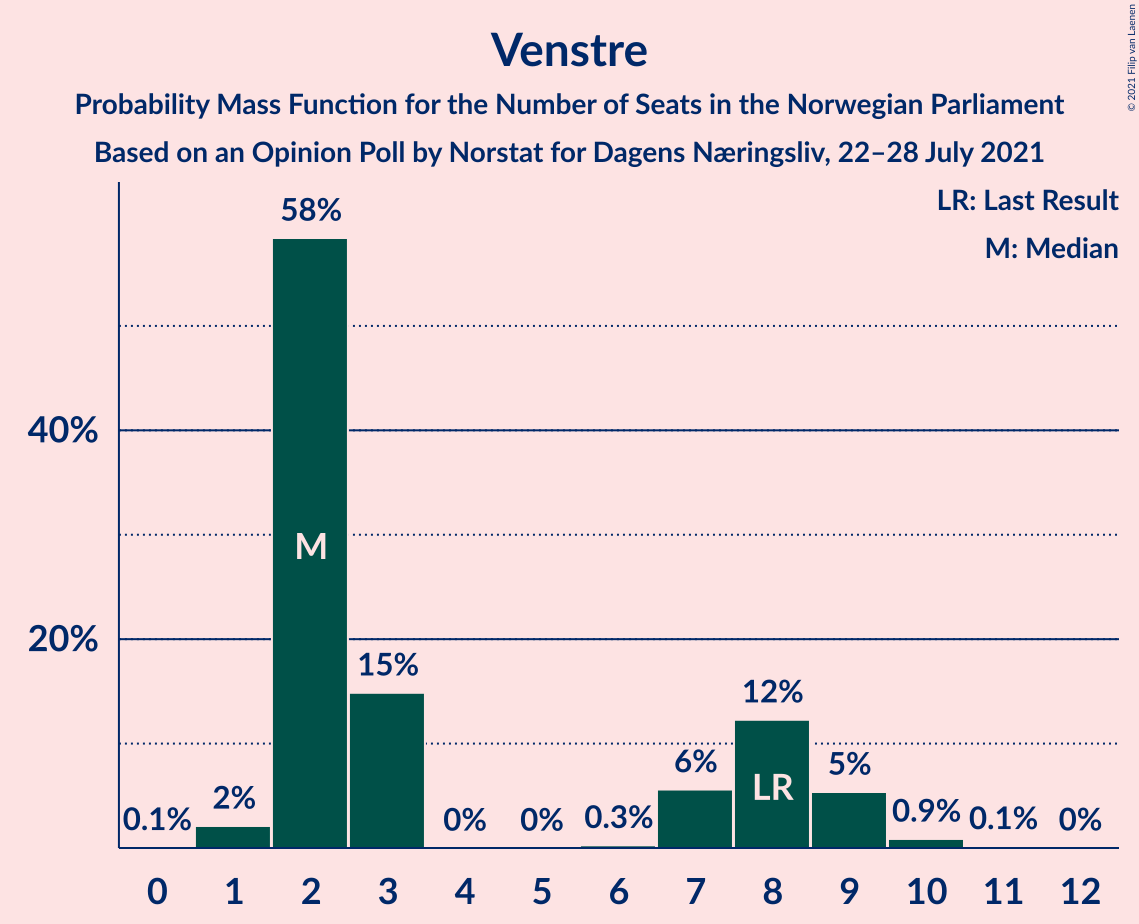 Venstre
Probability Mass Function for the Number of Seats in the Norwegian Parliament
Based on an Opinion Poll by Norstat for Dagens Næringsliv, 22–28 July 2021
© 2021 Filip van Laenen
LR: Last Result
M: Median
58%
40%
M
20%
15%
12%
6%
5%
LR
2%
0.1%
0%
0%
0.3%
0.9%
0.1%
0%
0 1 2 3 4 5 6 7 8 9 10 11 12